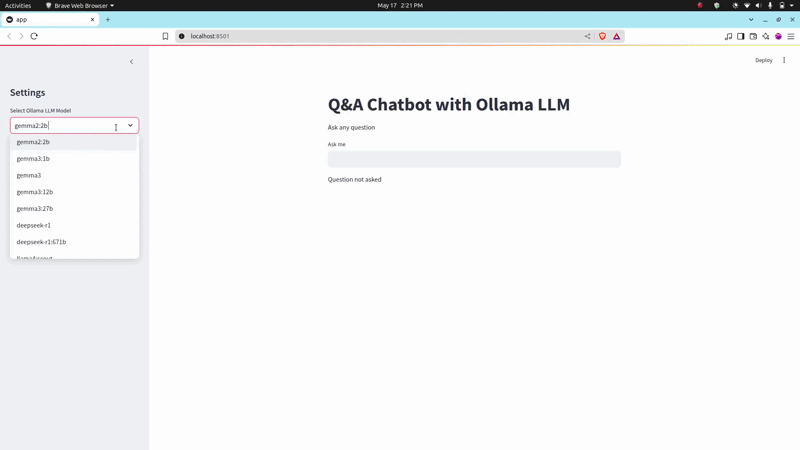 Activities
Brave Web Browser
May 17 2:21 PM
app
localhost:8501
Deploy
Settings
Select Ollama LLM Model
gemma2:2b
gemma2:2b
gemma3:1b
gemma3
gemma3:12b
gemma3:27b
deepseek-r1
deepseek-r1:671b
Q&A Chatbot with Ollama LLM
Ask any question
Ask me
Question not asked